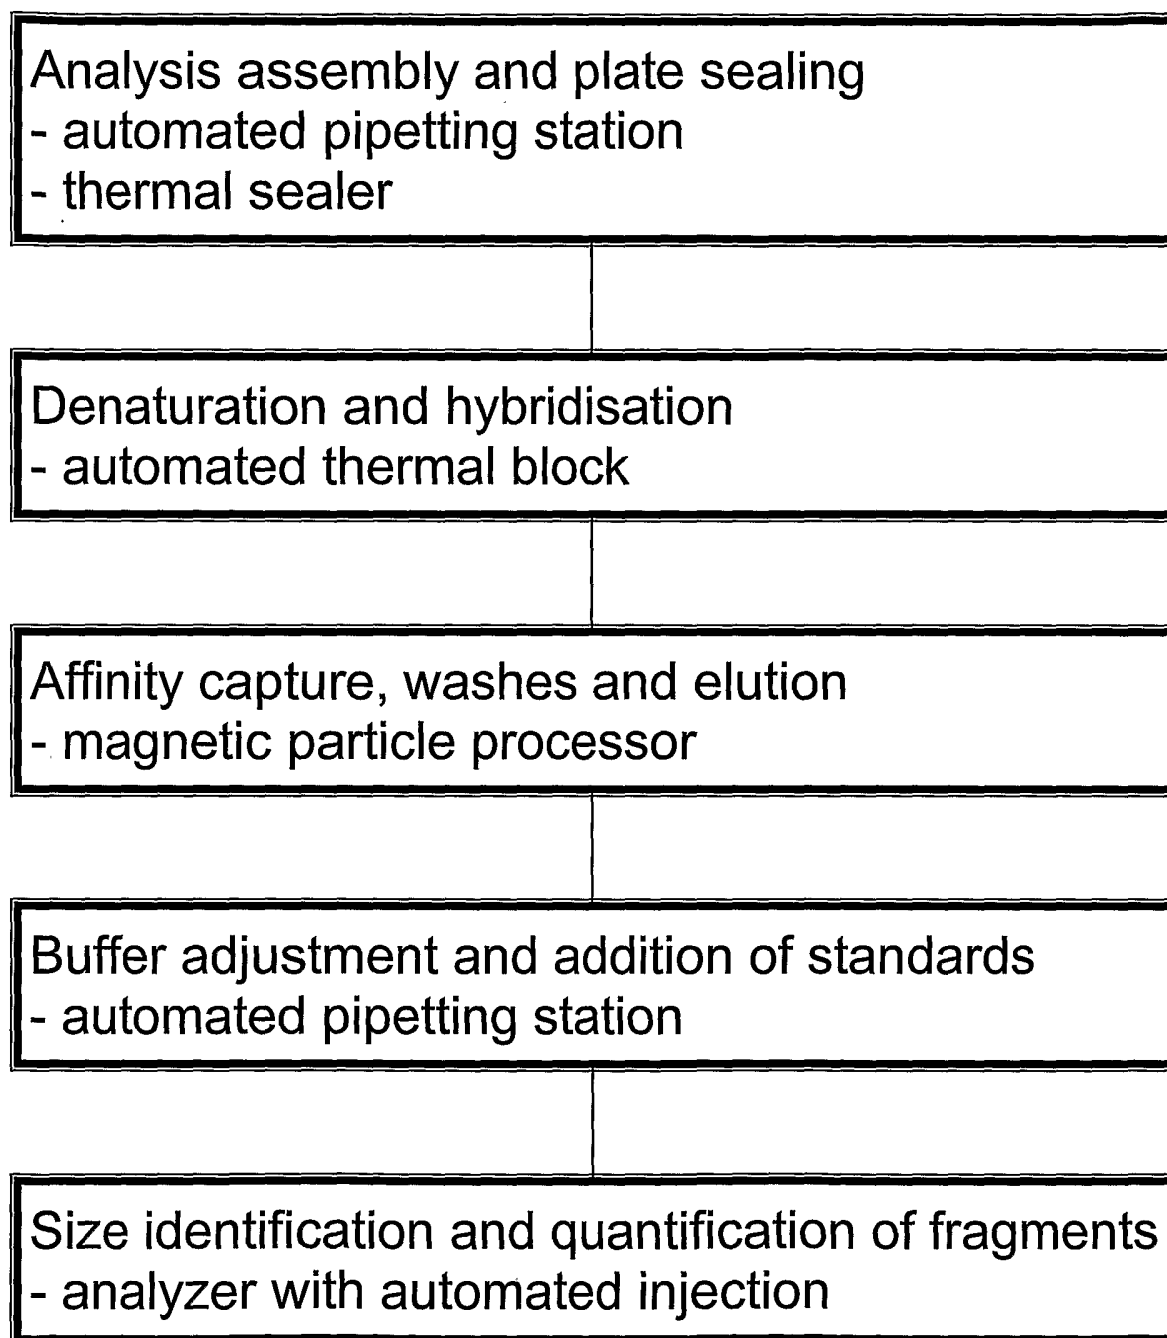 Analysis assembly and plate sealing
- automated pipetting station
- thermal sealer
Denaturation and hybridisation
- automated thermal block
Affinity capture, washes and elution
- magnetic particle processor
Buffer adjustment and addition of standards
- automated pipetting station
Size identification and quantification of fragments
- analyzer with automated injection